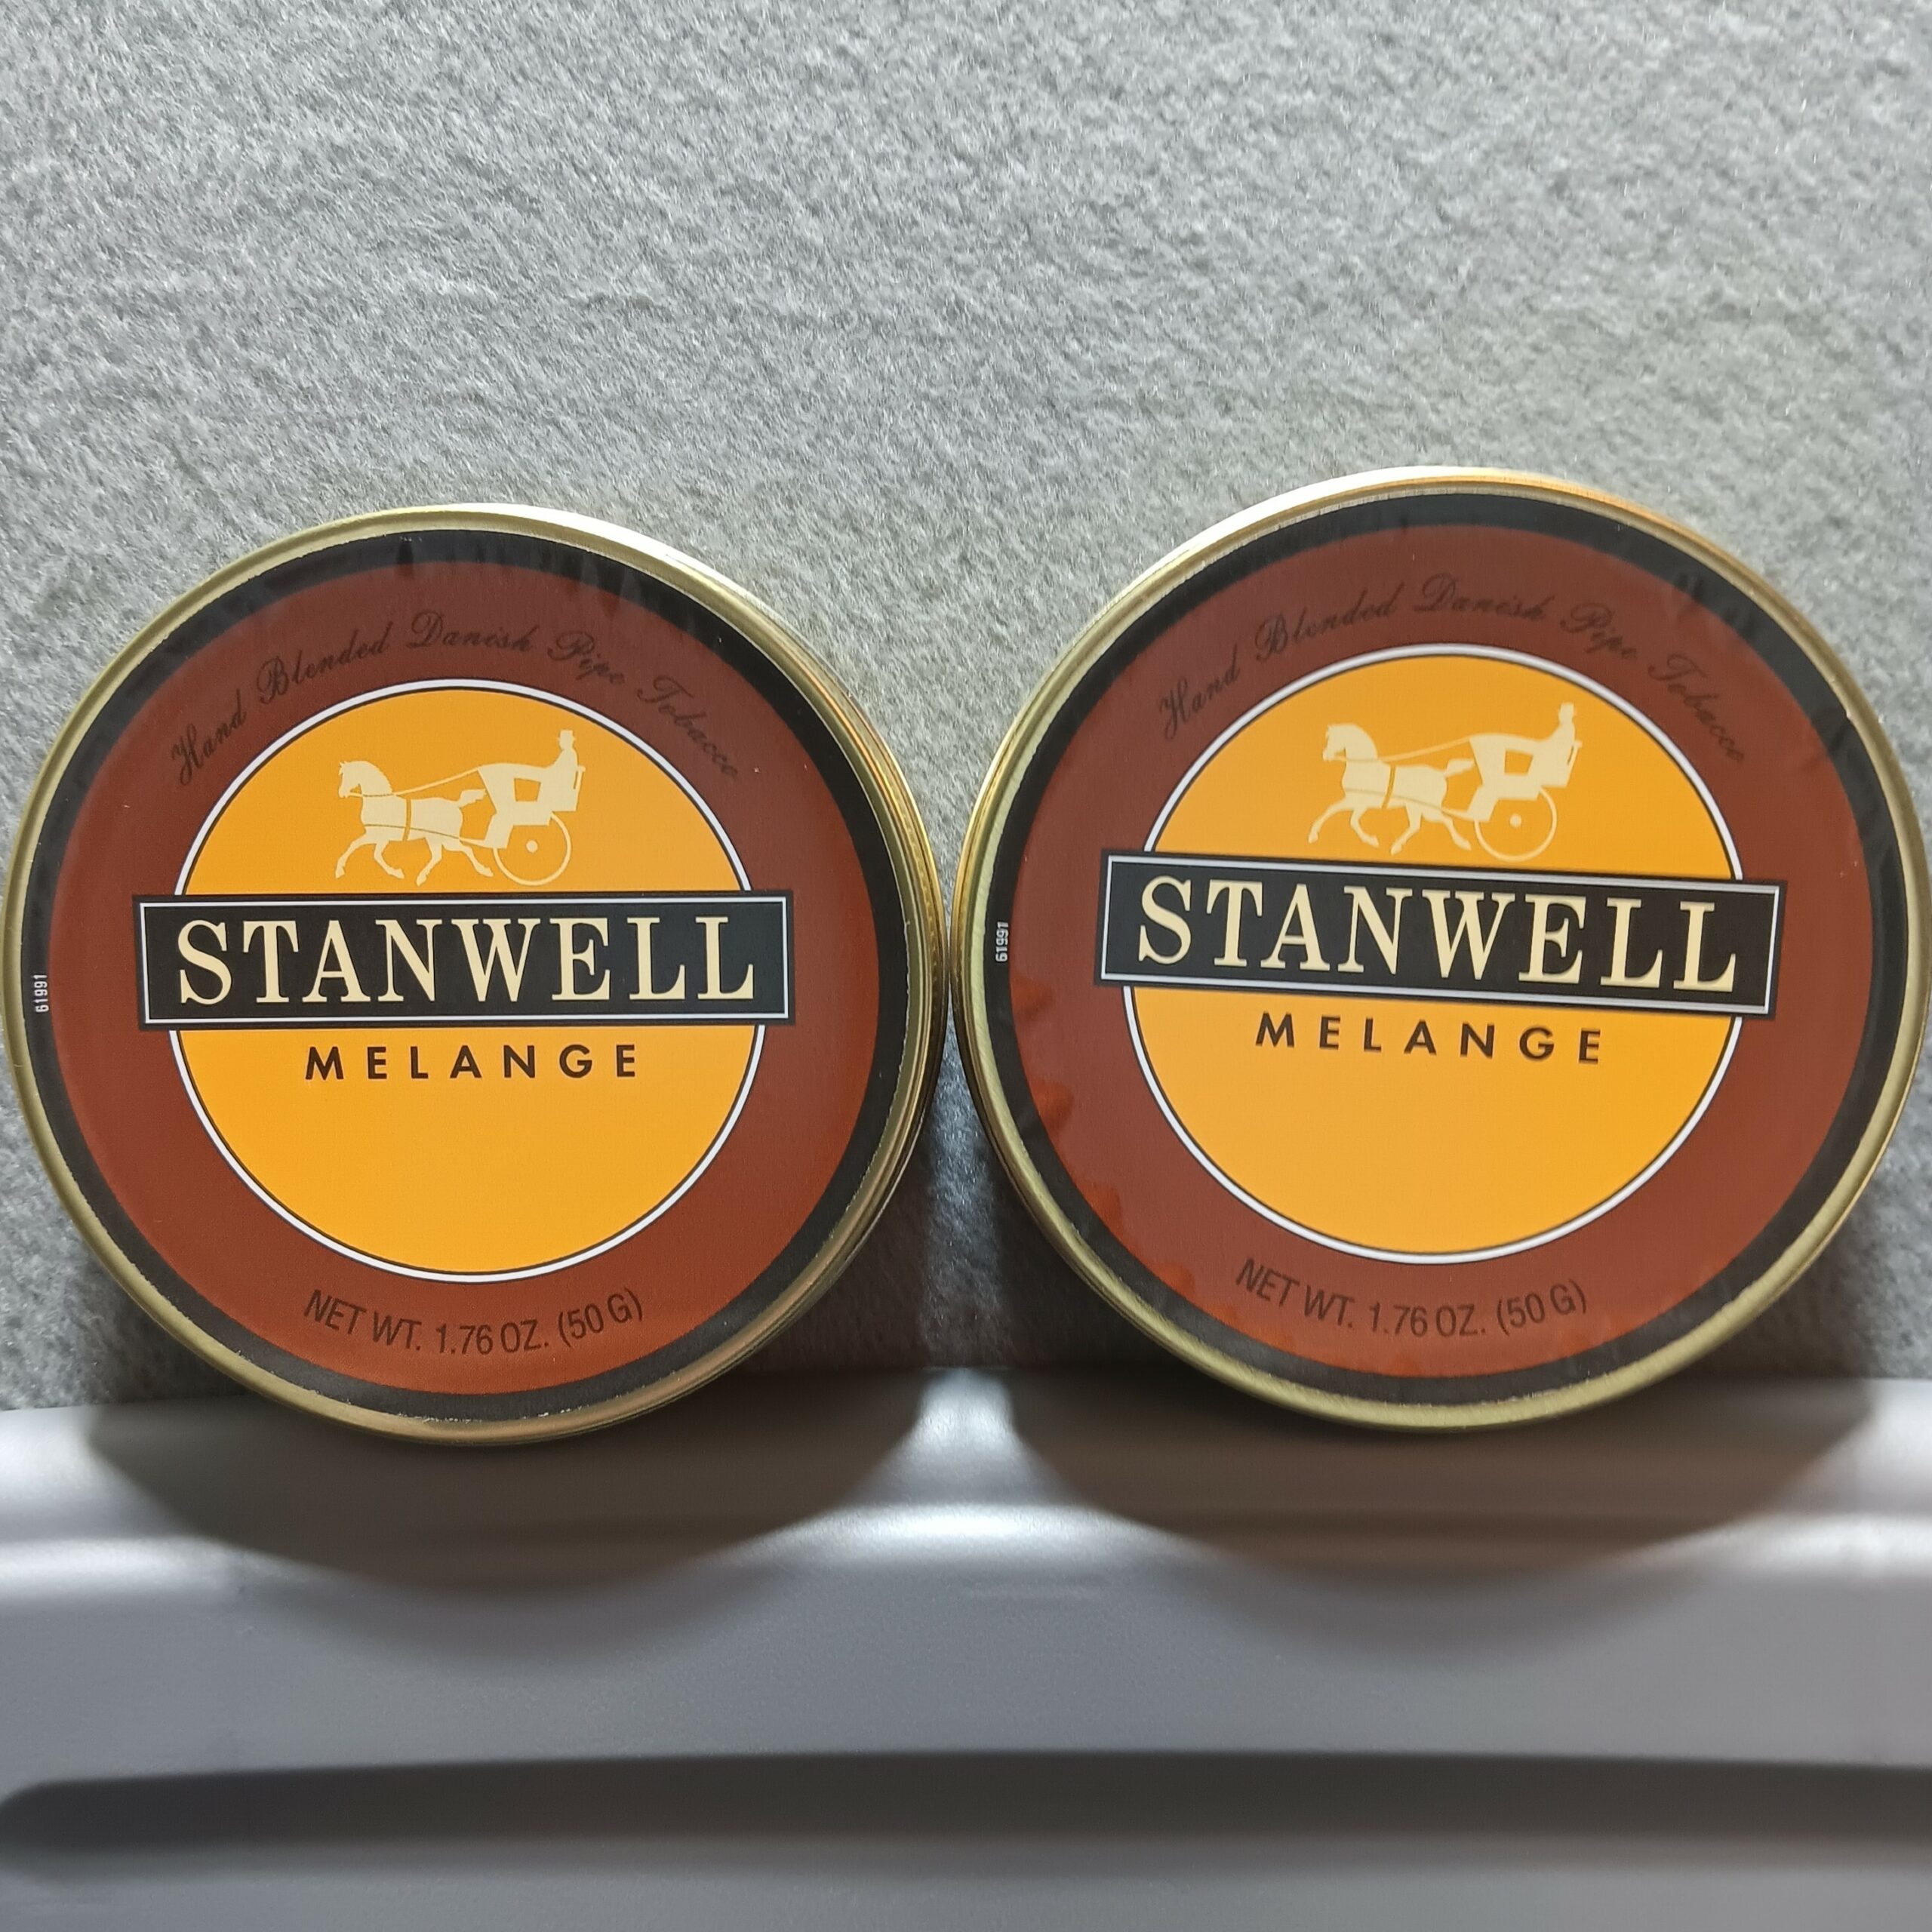 Hand Blended Danish Pipe Tobacco
STANWELL
MELANGE
NET WT. 1.76 OZ. (50 G)
61991
Hand Blended Danish Pipe Tobacco
STANWELL
MELANGE
NET WT. 1.76 OZ. (50 G)
61991